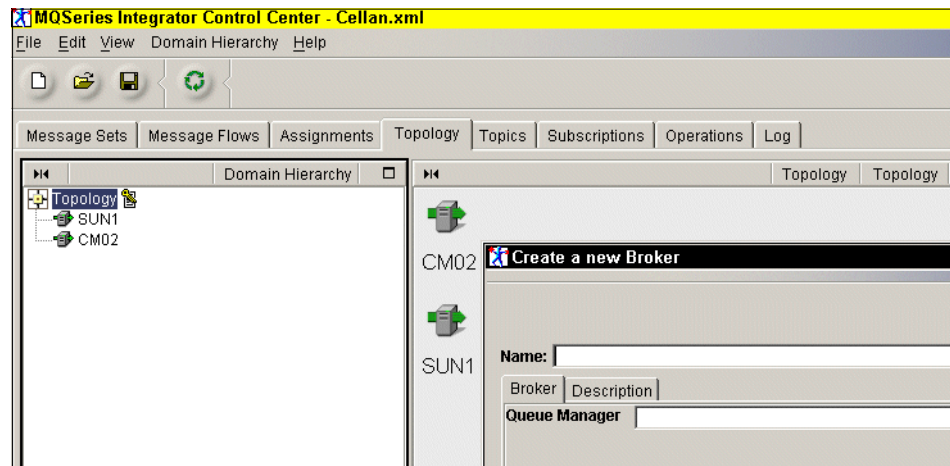 MQSeries Integrator Control Center - Cellan.xml
File Edit View Domain Hierarchy Help
Message Sets Message Flows Assignments Topology Topics Subscriptions Operations Log
Domain Hierarchy
Topology Topology
Topology
SUN1
CM02
CM02
SUN1
Create a new Broker
Name:
Broker Description
Queue Manager